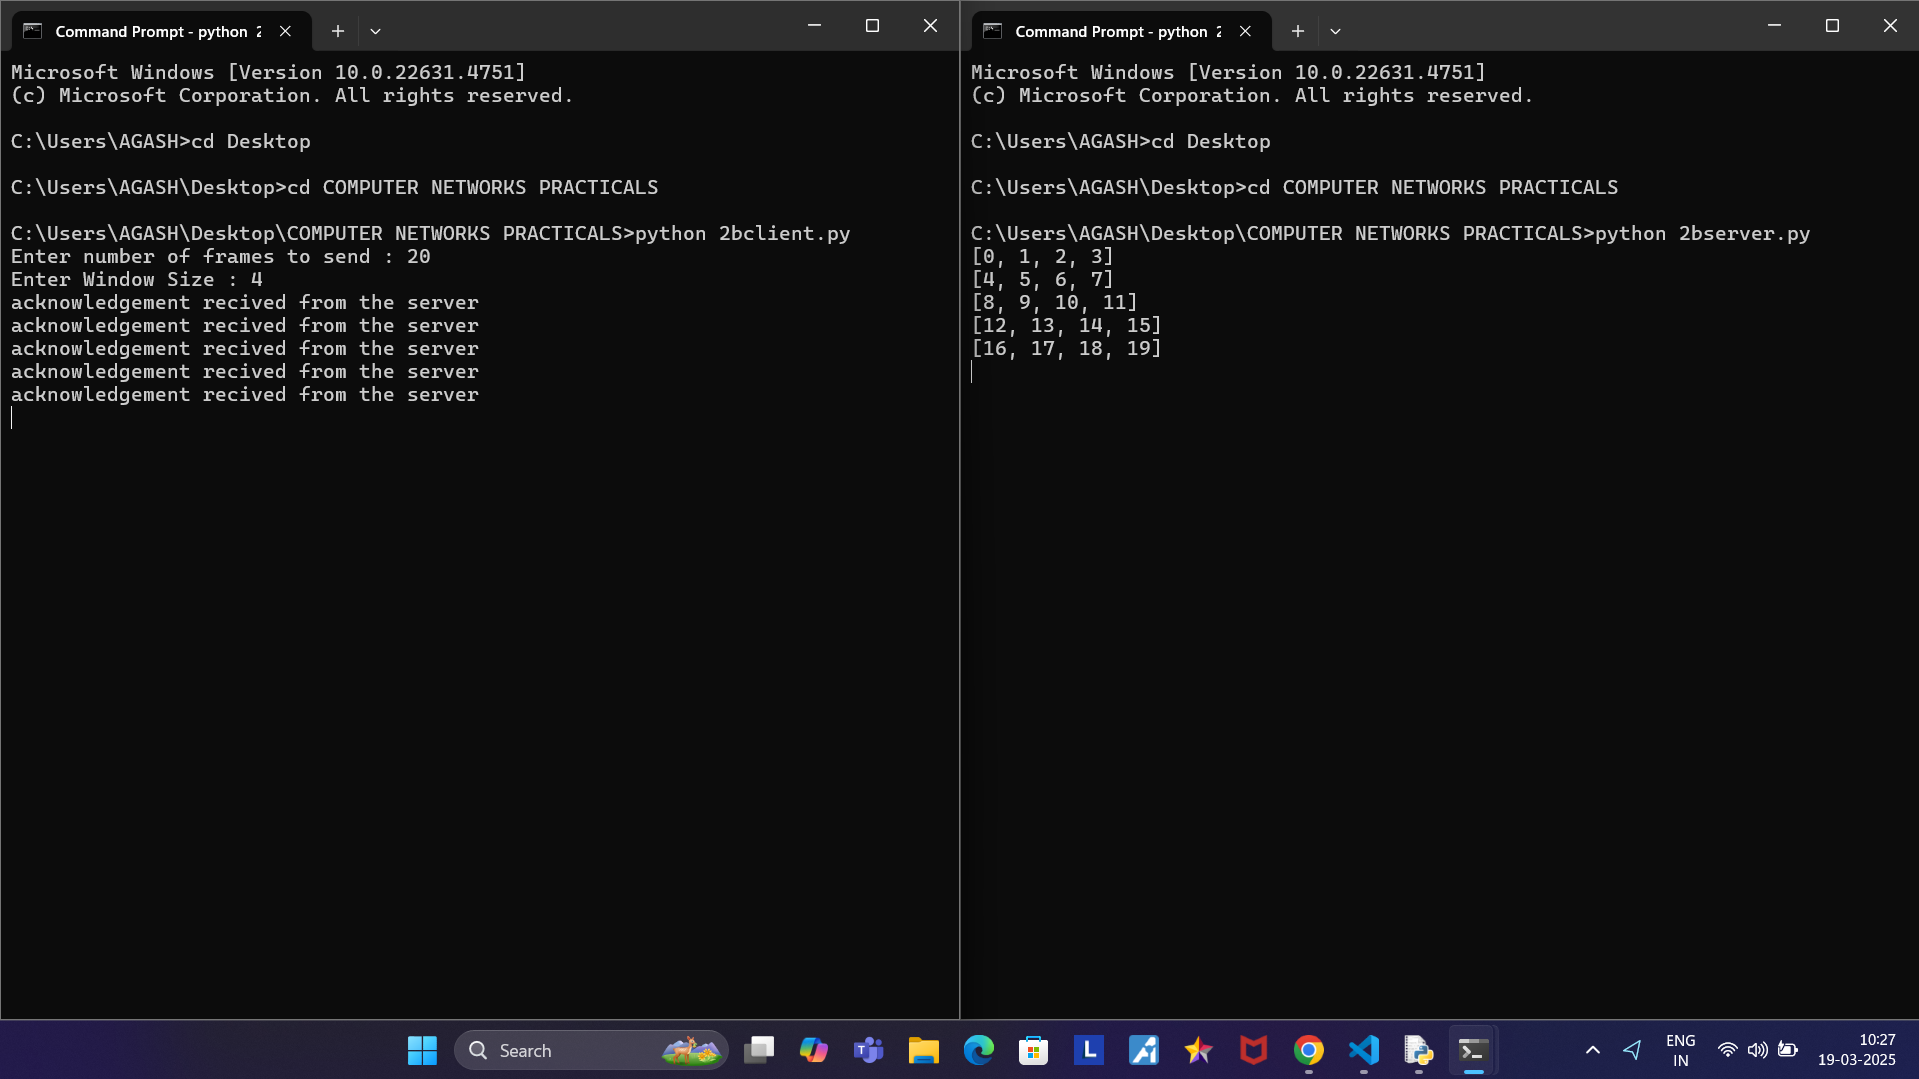 Command Prompt - python
Microsoft Windows [Version 10.0.22631.4751]
(c) Microsoft Corporation. All rights reserved.
C:\Users\AGASH>cd Desktop
C:\Users\AGASH\Desktop>cd COMPUTER NETWORKS PRACTICALS
C:\Users\AGASH\Desktop\COMPUTER NETWORKS PRACTICALS>python 2bclient.py
Enter number of frames to send : 20
Enter Window Size : 4
acknowledgement recived from the server
acknowledgement recived from the server
acknowledgement recived from the server
acknowledgement recived from the server
acknowledgement recived from the server
Command Prompt - python
Microsoft Windows [Version 10.0.22631.4751]
(c) Microsoft Corporation. All rights reserved.
C:\Users\AGASH>cd Desktop
C:\Users\AGASH\Desktop>cd COMPUTER NETWORKS PRACTICALS
C:\Users\AGASH\Desktop\COMPUTER NETWORKS PRACTICALS>python 2bserver.py
[0, 1, 2, 3]
[4, 5, 6, 7]
[8, 9, 10, 11]
[12, 13, 14, 15]
[16, 17, 18, 19]
Search
L
ENG
IN
10:27
19-03-2025